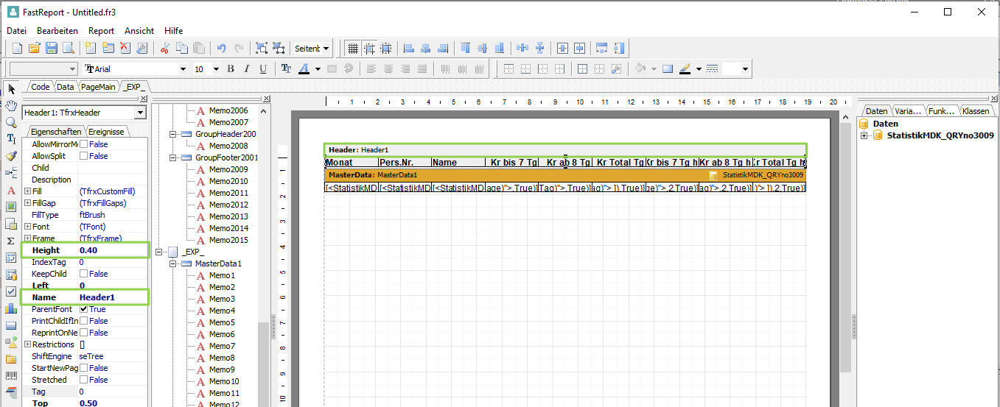 FastReport - Untitled.fr3
Datei Bearbeiten Report Ansicht Hilfe
Seitenb
Arial 10 B I U
Code Data PageMain _EXP_
Header1: TfrxHeader
Eigenschaften Ereignisse
AllowMirrorMo False
AllowSplit False
Child
Description
Fill (TfrxCustomFill)
FillGap (TfrxFillGaps)
FillType ftBrush
Font (TFont)
Frame (TfrxFrame)
Height 0.40
IndexTag 0
KeepChild False
Left 0
Name Header1
ParentFont True
PrintChildIfIn False
ReprintOnNe False
Restrictions []
ShiftEngine seTree
StartNewPag False
Stretched False
Tag 0
Top 0.50
Memo2006
Memo2007
GroupHeader200
Memo2008
GroupFooter2001
Memo2009
Memo2010
Memo2011
Memo2012
Memo2013
Memo2014
Memo2015
_EXP_
MasterData1
Memo1
Memo2
Memo3
Memo4
Memo5
Memo6
Memo7
Memo8
Memo9
Memo10
Memo11
Memo12
1 2 3 4 5 6 7 8 9 10 11 12 13 14 15 16 17 18 19 20
1
2
3
4
5
6
7
8
9
10
Header: Header1
Monat Pers.Nr. Name Kr bis 7 Tg Kr ab 8 Tg Kr Total Tg Kr bis 7 Tg h Kr ab 8 Tg h Kr Total Tg h
MasterData: MasterData1 StatistikMDK_QRYno3009
[<StatistikMD [<StatistikMD [<StatistikMD age)">,True)] Tag)">,True)] ag)"> ]),True)] ge)">,2,True)] ag)">,2,True)] )"> ]),2,True)]
Daten Varia... Funk... Klassen
Daten
StatistikMDK_QRYno3009